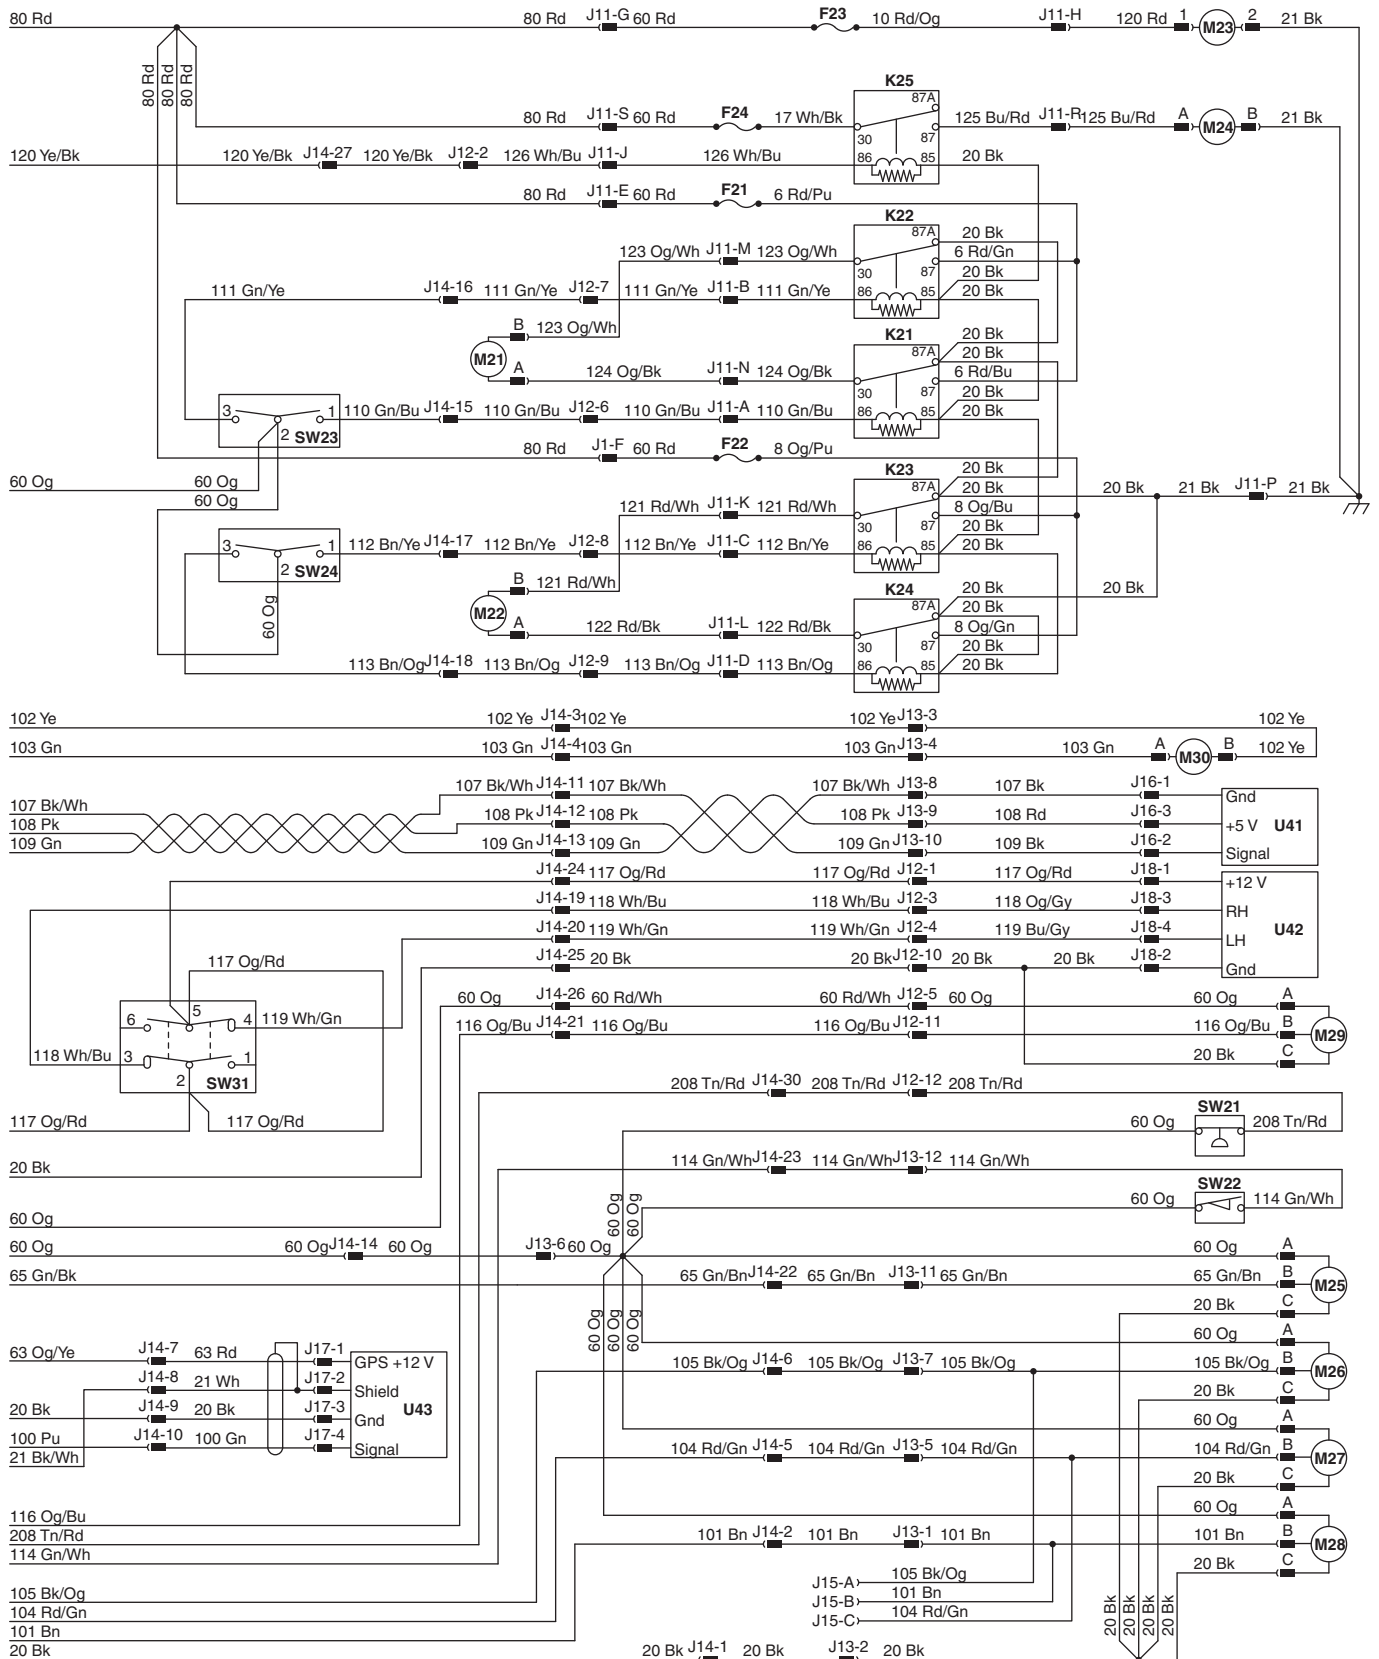 80 Rd 80 Rd J11-G 60 Rd F23 10 Rd/Og J11-H 120 Rd 1 M23 2 21 Bk
80 Rd 80 Rd 80 Rd
K25
87A
80 Rd J11-S 60 Rd F24 17 Wh/Bk 30 87 125 Bu/Rd J11-R 125 Bu/Rd A M24 B 21 Bk
120 Ye/Bk 120 Ye/Bk J14-27 120 Ye/Bk J12-2 126 Wh/Bu J11-J 126 Wh/Bu 86 85 20 Bk
80 Rd J11-E 60 Rd F21 6 Rd/Pu
K22
87A 20 Bk
123 Og/Wh J11-M 123 Og/Wh 30 87 6 Rd/Gn
20 Bk
111 Gn/Ye J14-16 111 Gn/Ye J12-7 111 Gn/Ye J11-B 111 Gn/Ye 86 85 20 Bk
B 123 Og/Wh
M21
K21
20 Bk
87A 20 Bk
A 124 Og/Bk J11-N 124 Og/Bk 30 87 6 Rd/Bu
20 Bk
3 1 110 Gn/Bu J14-15 110 Gn/Bu J12-6 110 Gn/Bu J11-A 110 Gn/Bu 86 85 20 Bk
2 SW23
80 Rd J1-F 60 Rd F22 8 Og/Pu
K23
20 Bk
60 Og 60 Og
60 Og
87A 20 Bk 20 Bk 21 Bk J11-P 21 Bk
121 Rd/Wh J11-K 121 Rd/Wh 30 87 8 Og/Bu
20 Bk
3 1 112 Bn/Ye J14-17 112 Bn/Ye J12-8 112 Bn/Ye J11-C 112 Bn/Ye 86 85 20 Bk
2 SW24
60 Og
B 121 Rd/Wh
M22
K24
20 Bk 20 Bk
87A 20 Bk
A 122 Rd/Bk J11-L 122 Rd/Bk 30 87 8 Og/Gn
20 Bk
113 Bn/Og J14-18 113 Bn/Og J12-9 113 Bn/Og J11-D 113 Bn/Og 86 85 20 Bk
102 Ye 102 Ye J14-3 102 Ye 102 Ye J13-3 102 Ye
103 Gn 103 Gn J14-4 103 Gn 103 Gn J13-4 103 Gn A M30 B 102 Ye
107 Bk/Wh J14-11 107 Bk/Wh 107 Bk/Wh J13-8 107 Bk J16-1 Gnd
107 Bk/Wh
108 Pk 108 Pk J14-12 108 Pk 108 Pk J13-9 108 Rd J16-3 +5 V U41
109 Gn 109 Gn J14-13 109 Gn 109 Gn J13-10 109 Bk J16-2 Signal
J14-24 117 Og/Rd 117 Og/Rd J12-1 117 Og/Rd J18-1 +12 V
J14-19 118 Wh/Bu 118 Wh/Bu J12-3 118 Og/Gy J18-3 RH
J14-20 119 Wh/Gn 119 Wh/Gn J12-4 119 Bu/Gy J18-4 LH U42
117 Og/Rd J14-25 20 Bk 20 Bk J12-10 20 Bk 20 Bk J18-2 Gnd
60 Og J14-26 60 Rd/Wh 60 Rd/Wh J12-5 60 Og 60 Og A
6 5 4 119 Wh/Gn 116 Og/Bu J14-21 116 Og/Bu 116 Og/Bu J12-11 116 Og/Bu B M29
118 Wh/Bu 3 1 20 Bk C
2 SW31
208 Tn/Rd J14-30 208 Tn/Rd J12-12 208 Tn/Rd
117 Og/Rd 117 Og/Rd 60 Og SW21 208 Tn/Rd
20 Bk 114 Gn/Wh J14-23 114 Gn/Wh J13-12 114 Gn/Wh
60 Og 60 Og 60 Og SW22 114 Gn/Wh
60 Og
60 Og 60 Og J14-14 60 Og J13-6 60 Og 60 Og A
65 Gn/Bk 65 Gn/Bn J14-22 65 Gn/Bn J13-11 65 Gn/Bn 65 Gn/Bn B M25
20 Bk C
60 Og 60 Og 60 Og
60 Og A
63 Og/Ye J14-7 63 Rd J17-1 GPS +12 V
105 Bk/Og J14-6 105 Bk/Og J13-7 105 Bk/Og 105 Bk/Og B M26
J14-8 21 Wh J17-2 Shield 20 Bk C
20 Bk J14-9 20 Bk J17-3 Gnd U43
60 Og A
100 Pu J14-10 100 Gn J17-4 Signal
21 Bk/Wh
104 Rd/Gn J14-5 104 Rd/Gn J13-5 104 Rd/Gn 104 Rd/Gn B M27
20 Bk C
60 Og A
116 Og/Bu
208 Tn/Rd 101 Bn J14-2 101 Bn J13-1 101 Bn 101 Bn B M28
114 Gn/Wh 20 Bk C
J15-A 105 Bk/Og
105 Bk/Og J15-B 101 Bn
104 Rd/Gn J15-C 104 Rd/Gn
20 Bk 20 Bk 20 Bk 20 Bk
101 Bn
20 Bk 20 Bk J14-1 20 Bk J13-2 20 Bk